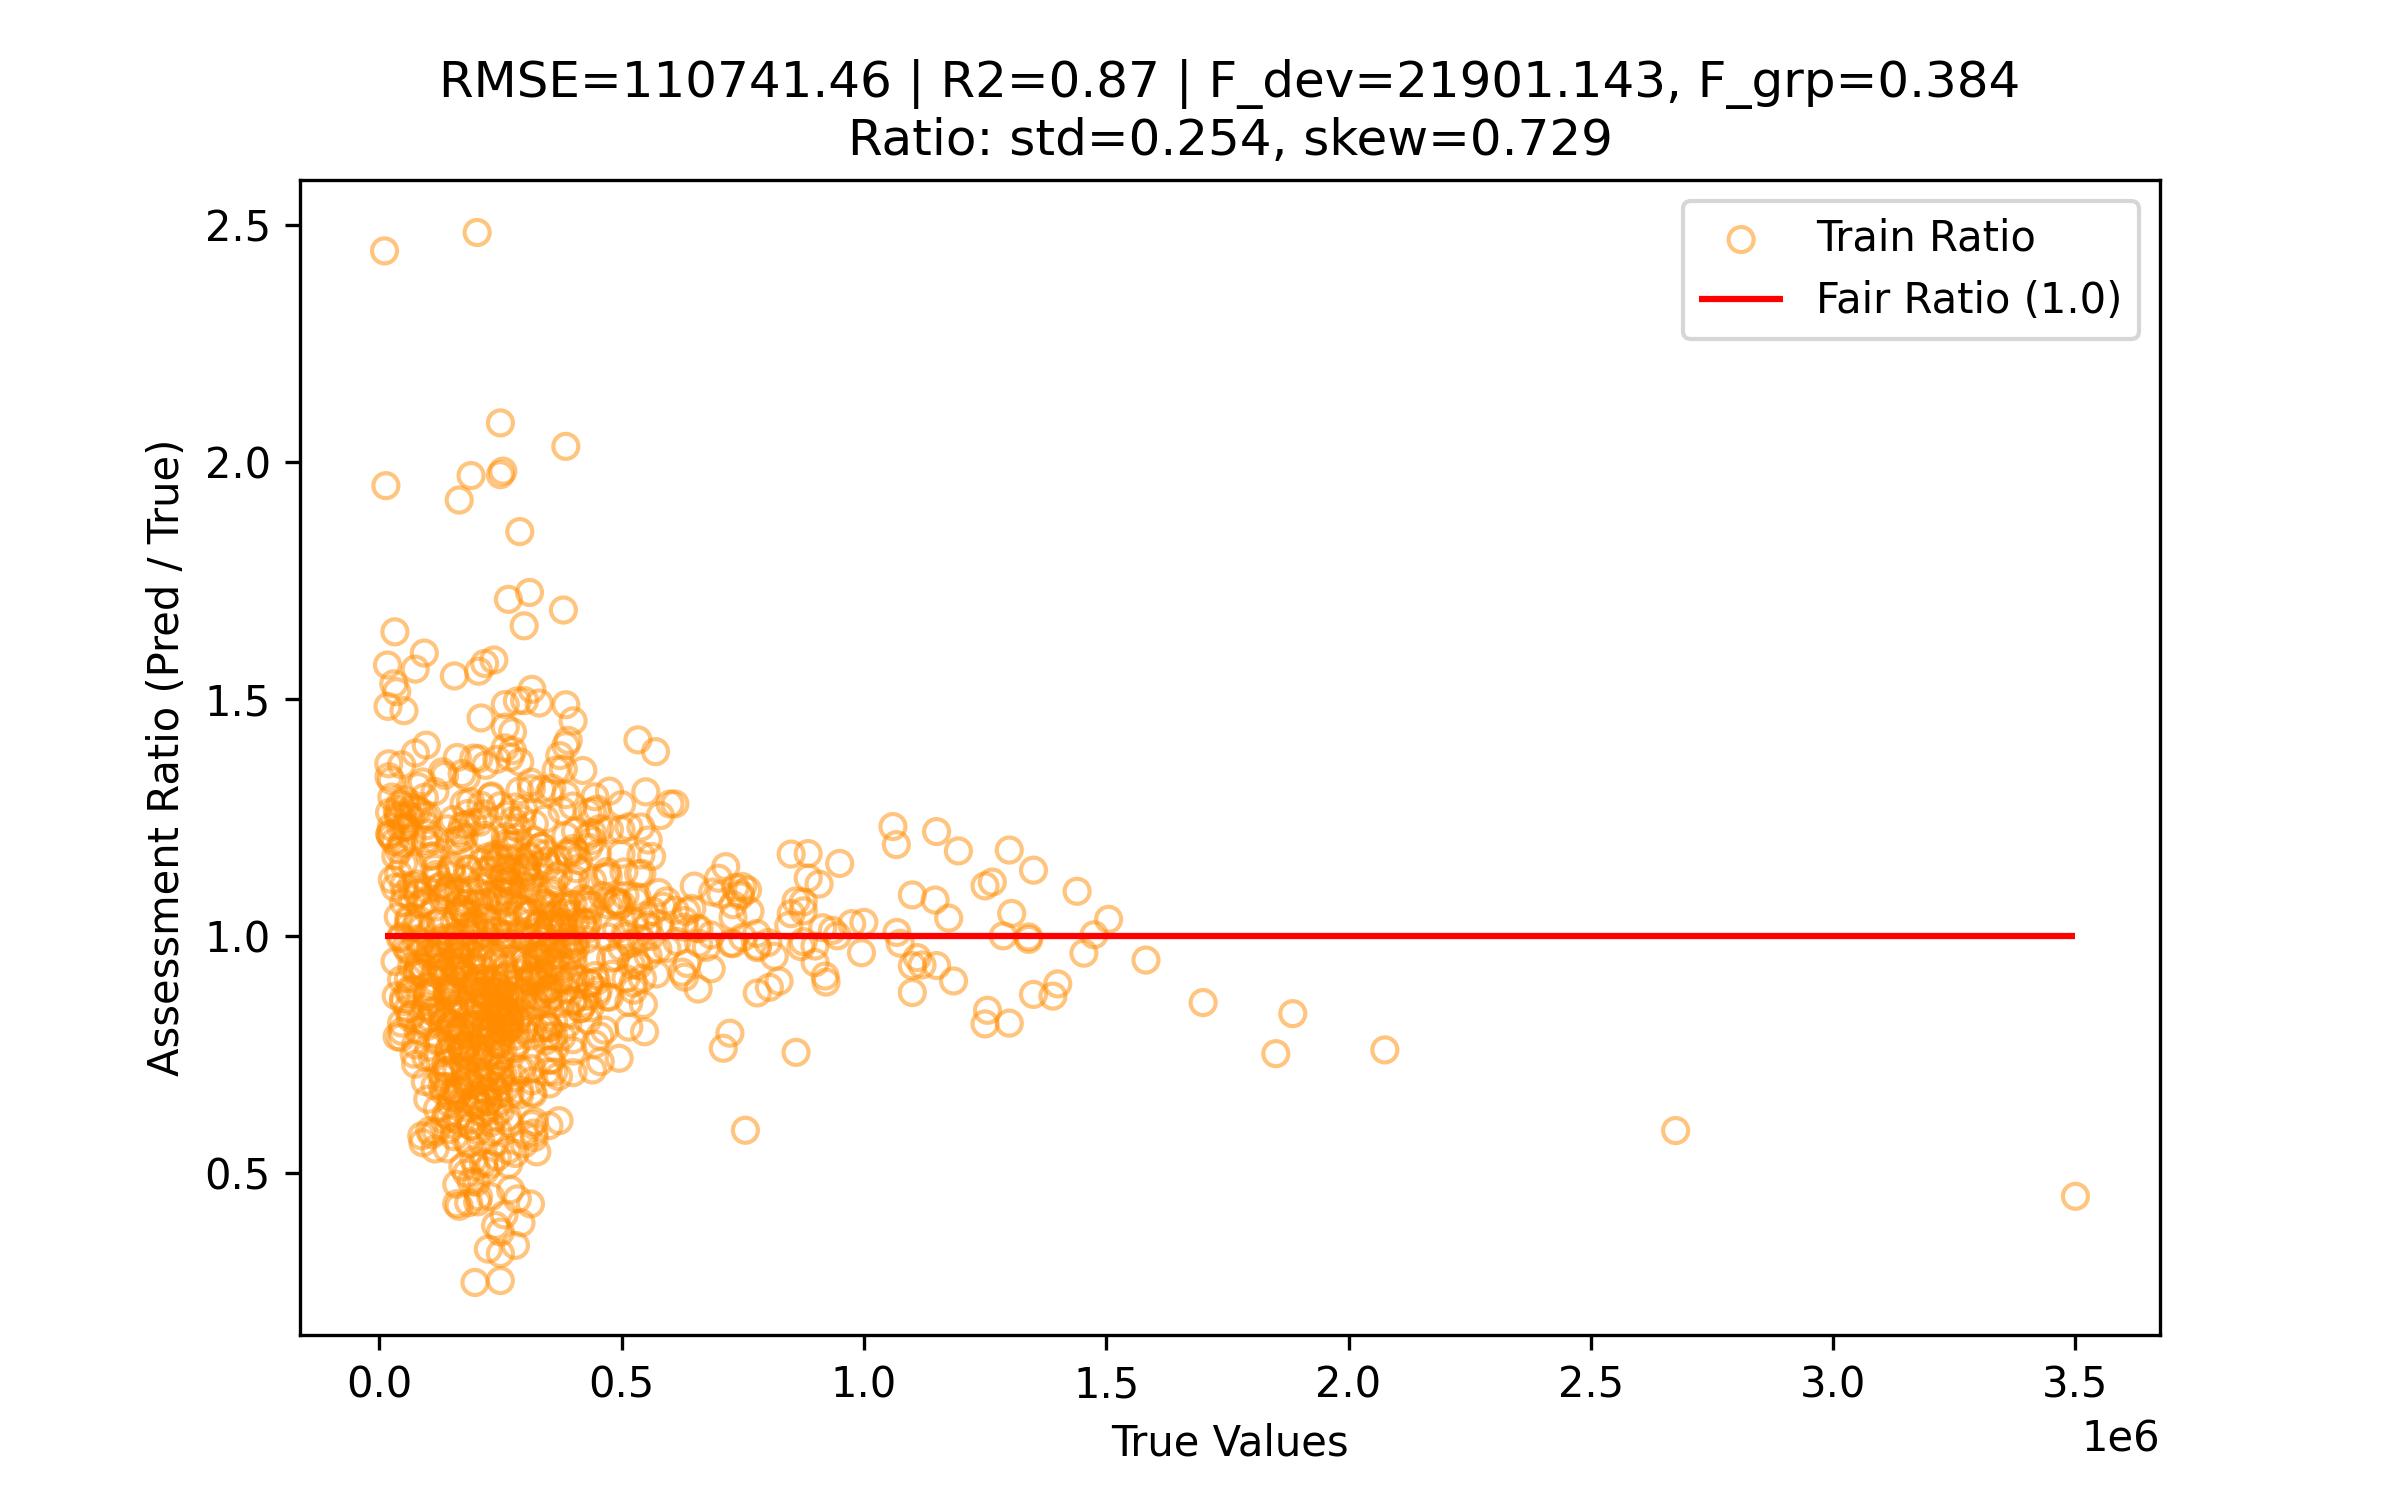 RMSE=110741.46 | R2=0.87 | F_dev=21901.143, F_grp=0.384
Ratio: std=0.254, skew=0.729
Train Ratio
Fair Ratio (1.0)
Assessment Ratio (Pred / True)
2.5
2.0
1.5
1.0
0.5
0.0 0.5 1.0 1.5 2.0 2.5 3.0 3.5
1e6
True Values